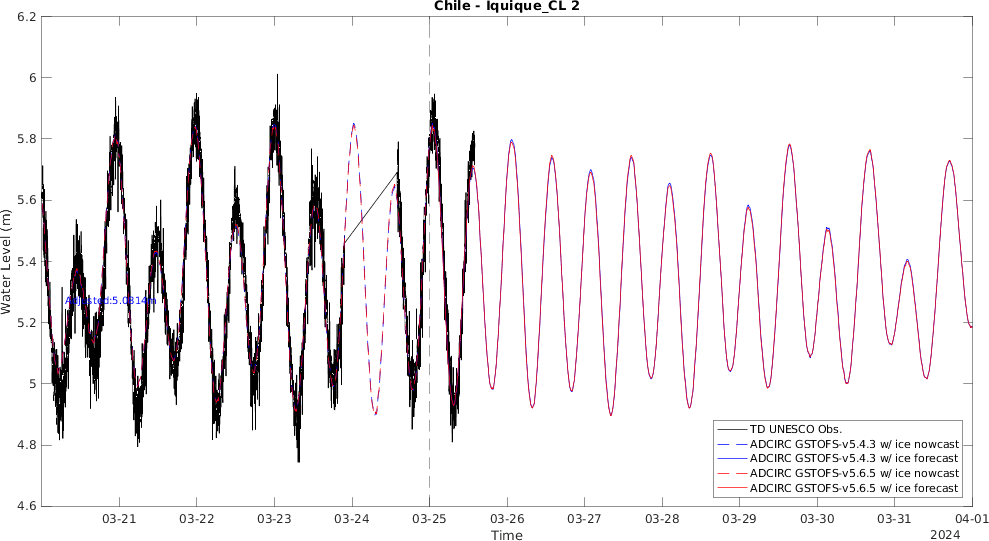 Chile - Iquique_CL 2
6.2
6
5.8
5.6
5.4
5.2
5
4.8
4.6
Water Level (m)
Adjusted:5.0314m
TD UNESCO Obs.
ADCIRC GSTOFS-v5.4.3 w/ ice nowcast
ADCIRC GSTOFS-v5.4.3 w/ ice forecast
ADCIRC GSTOFS-v5.6.5 w/ ice nowcast
ADCIRC GSTOFS-v5.6.5 w/ ice forecast
03-21 03-22 03-23 03-24 03-25 03-26 03-27 03-28 03-29 03-30 03-31 04-01
Time
2024